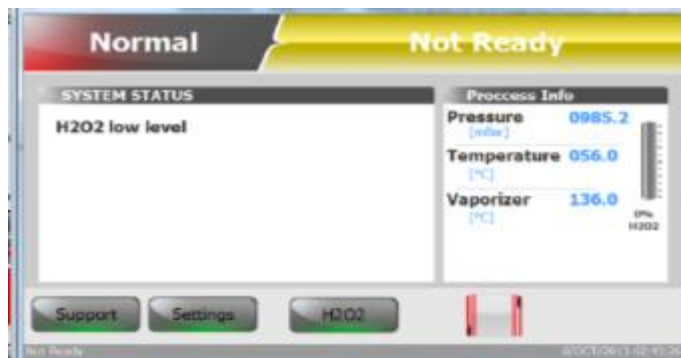 Normal
Not Ready
SYSTEM STATUS
H2O2 low level
Proccess Info
Pressure 0985.2
[mBar]
Temperature 056.0
[°C]
Vaporizer 136.0
[°C]
0%
H2O2
Support
Settings
H2O2
Not Ready